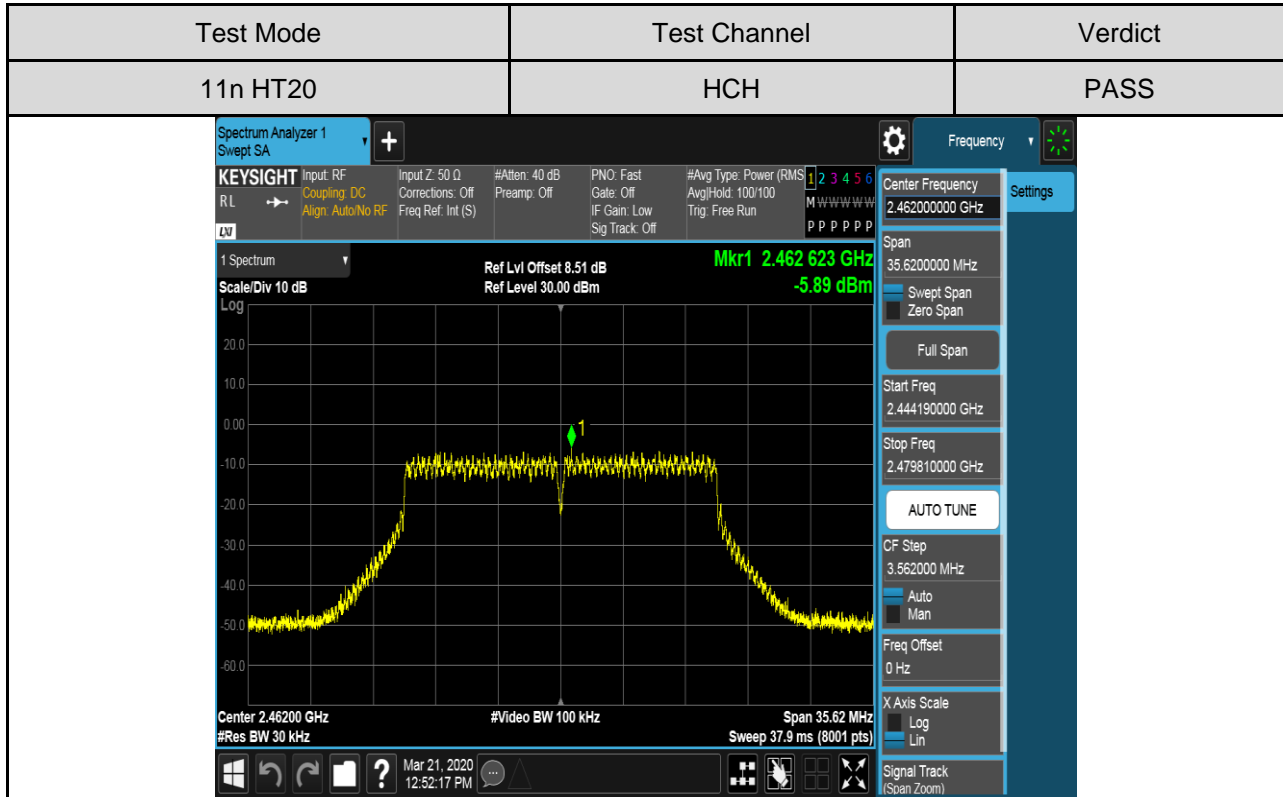 Test Mode Test Channel Verdict
11n HT20 HCH PASS
Spectrum Analyzer 1
Swept SA
+
Frequency
KEYSIGHT
RL
LXI
Input: RF
Coupling: DC
Align: Auto/No RF
Input Z: 50 Ω
Corrections: Off
Freq Ref: Int (S)
#Atten: 40 dB
Preamp: Off
PNO: Fast
Gate: Off
IF Gain: Low
Sig Track: Off
#Avg Type: Power (RMS
Avg|Hold: 100/100
Trig: Free Run
1 2 3 4 5 6
M W W W W W
P P P P P P
1 Spectrum
Scale/Div 10 dB
Ref Lvl Offset 8.51 dB
Ref Level 30.00 dBm
Mkr1 2.462 623 GHz
-5.89 dBm
Log
20.0
10.0
0.00
-10.0
-20.0
-30.0
-40.0
-50.0
-60.0
1
Center 2.46200 GHz
#Res BW 30 kHz
#Video BW 100 kHz
Span 35.62 MHz
Sweep 37.9 ms (8001 pts)
Center Frequency
2.462000000 GHz
Settings
Span
35.6200000 MHz
Swept Span
Zero Span
Full Span
Start Freq
2.444190000 GHz
Stop Freq
2.479810000 GHz
AUTO TUNE
CF Step
3.562000 MHz
Auto
Man
Freq Offset
0 Hz
X Axis Scale
Log
Lin
Signal Track
(Span Zoom)
?
Mar 21, 2020
12:52:17 PM